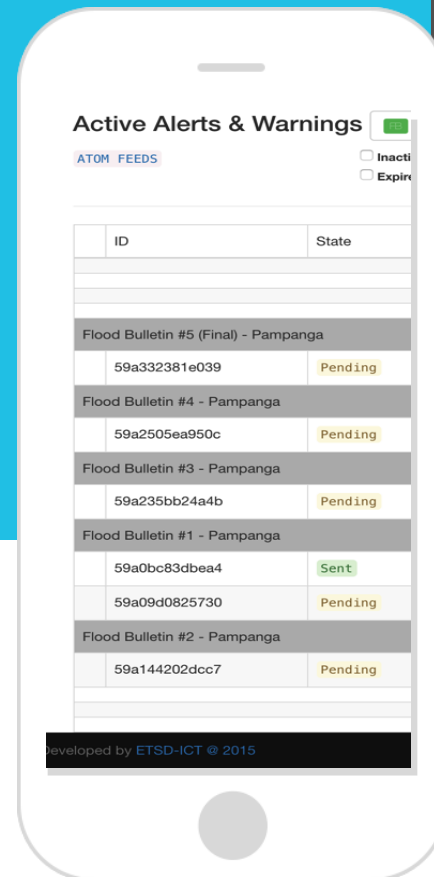 Active Alerts & Warnings
ATOM FEEDS
Inacti
Expire
ID State
Flood Bulletin #5 (Final) - Pampanga
59a332381e039 Pending
Flood Bulletin #4 - Pampanga
59a2505ea950c Pending
Flood Bulletin #3 - Pampanga
59a235bb24a4b Pending
Flood Bulletin #1 - Pampanga
59a0bc83dbea4 Sent
59a09d0825730 Pending
Flood Bulletin #2 - Pampanga
59a144202dcc7 Pending
Developed by ETSD-ICT @ 2015